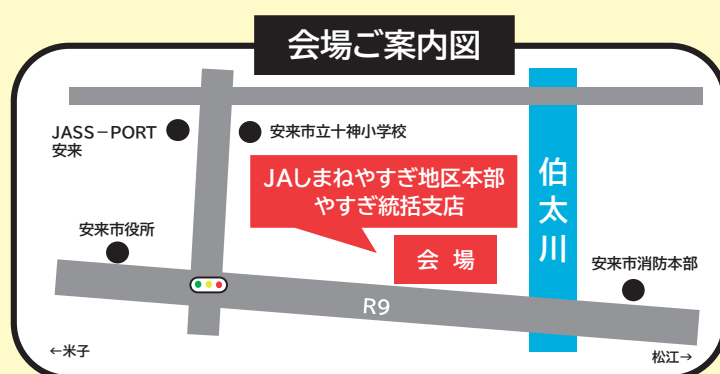 会場ご案内図
JASS-PORT
安来
安来市立十神小学校
JAしまねやすぎ地区本部
やすぎ統括支店
伯太川
安来市役所
会場
安来市消防本部
R9
←米子
松江→